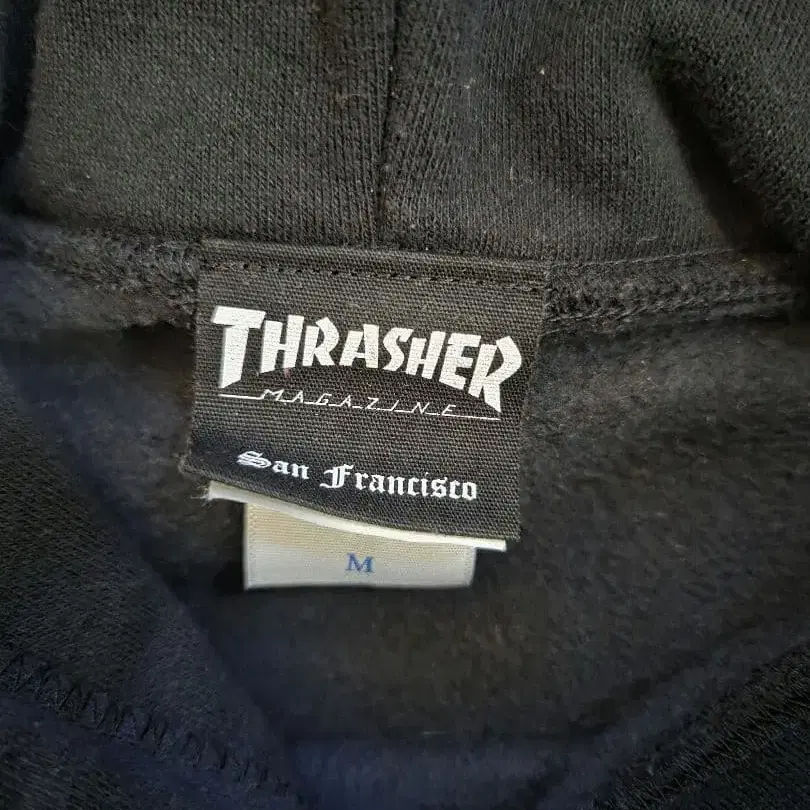 THRASHER
MAGAZINE
San Francisco
M